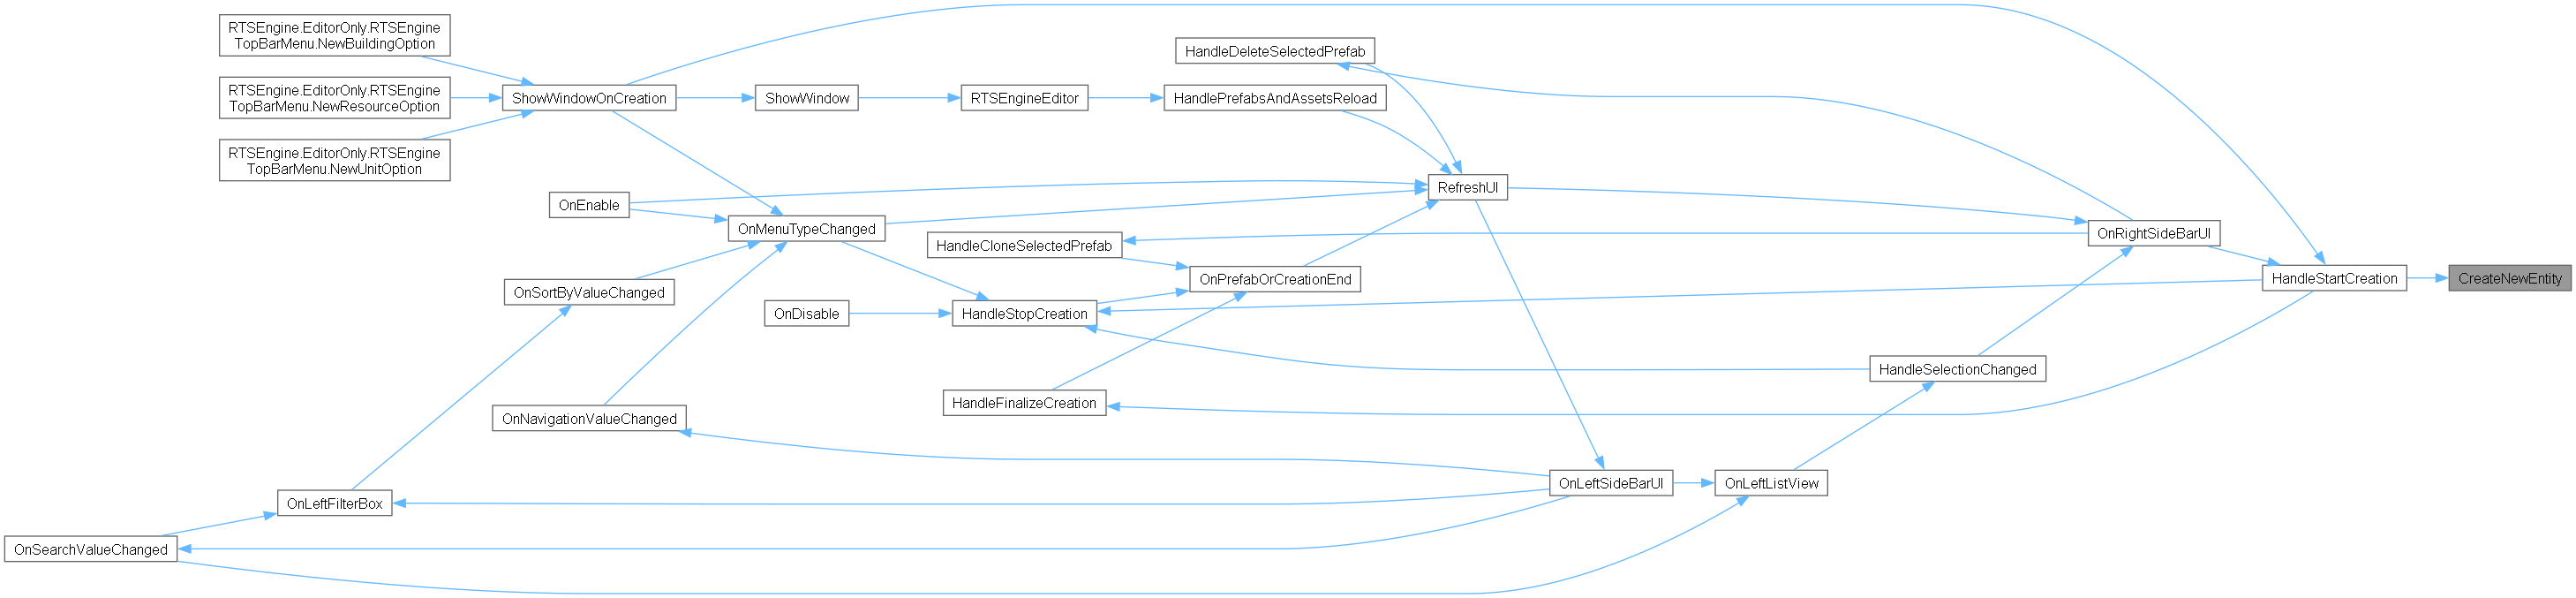 RTSEngine.EditorOnly.RTSEngine
TopBarMenu.NewBuildingOption
RTSEngine.EditorOnly.RTSEngine
TopBarMenu.NewResourceOption
RTSEngine.EditorOnly.RTSEngine
TopBarMenu.NewUnitOption
ShowWindowOnCreation
ShowWindow
RTSEngineEditor
HandleDeleteSelectedPrefab
HandlePrefabsAndAssetsReload
RefreshUI
OnEnable
OnMenuTypeChanged
HandleCloneSelectedPrefab
OnRightSideBarUI
OnPrefabOrCreationEnd
HandleStartCreation
CreateNewEntity
OnSortByValueChanged
OnDisable
HandleStopCreation
HandleSelectionChanged
HandleFinalizeCreation
OnNavigationValueChanged
OnLeftFilterBox
OnLeftSideBarUI
OnLeftListView
OnSearchValueChanged